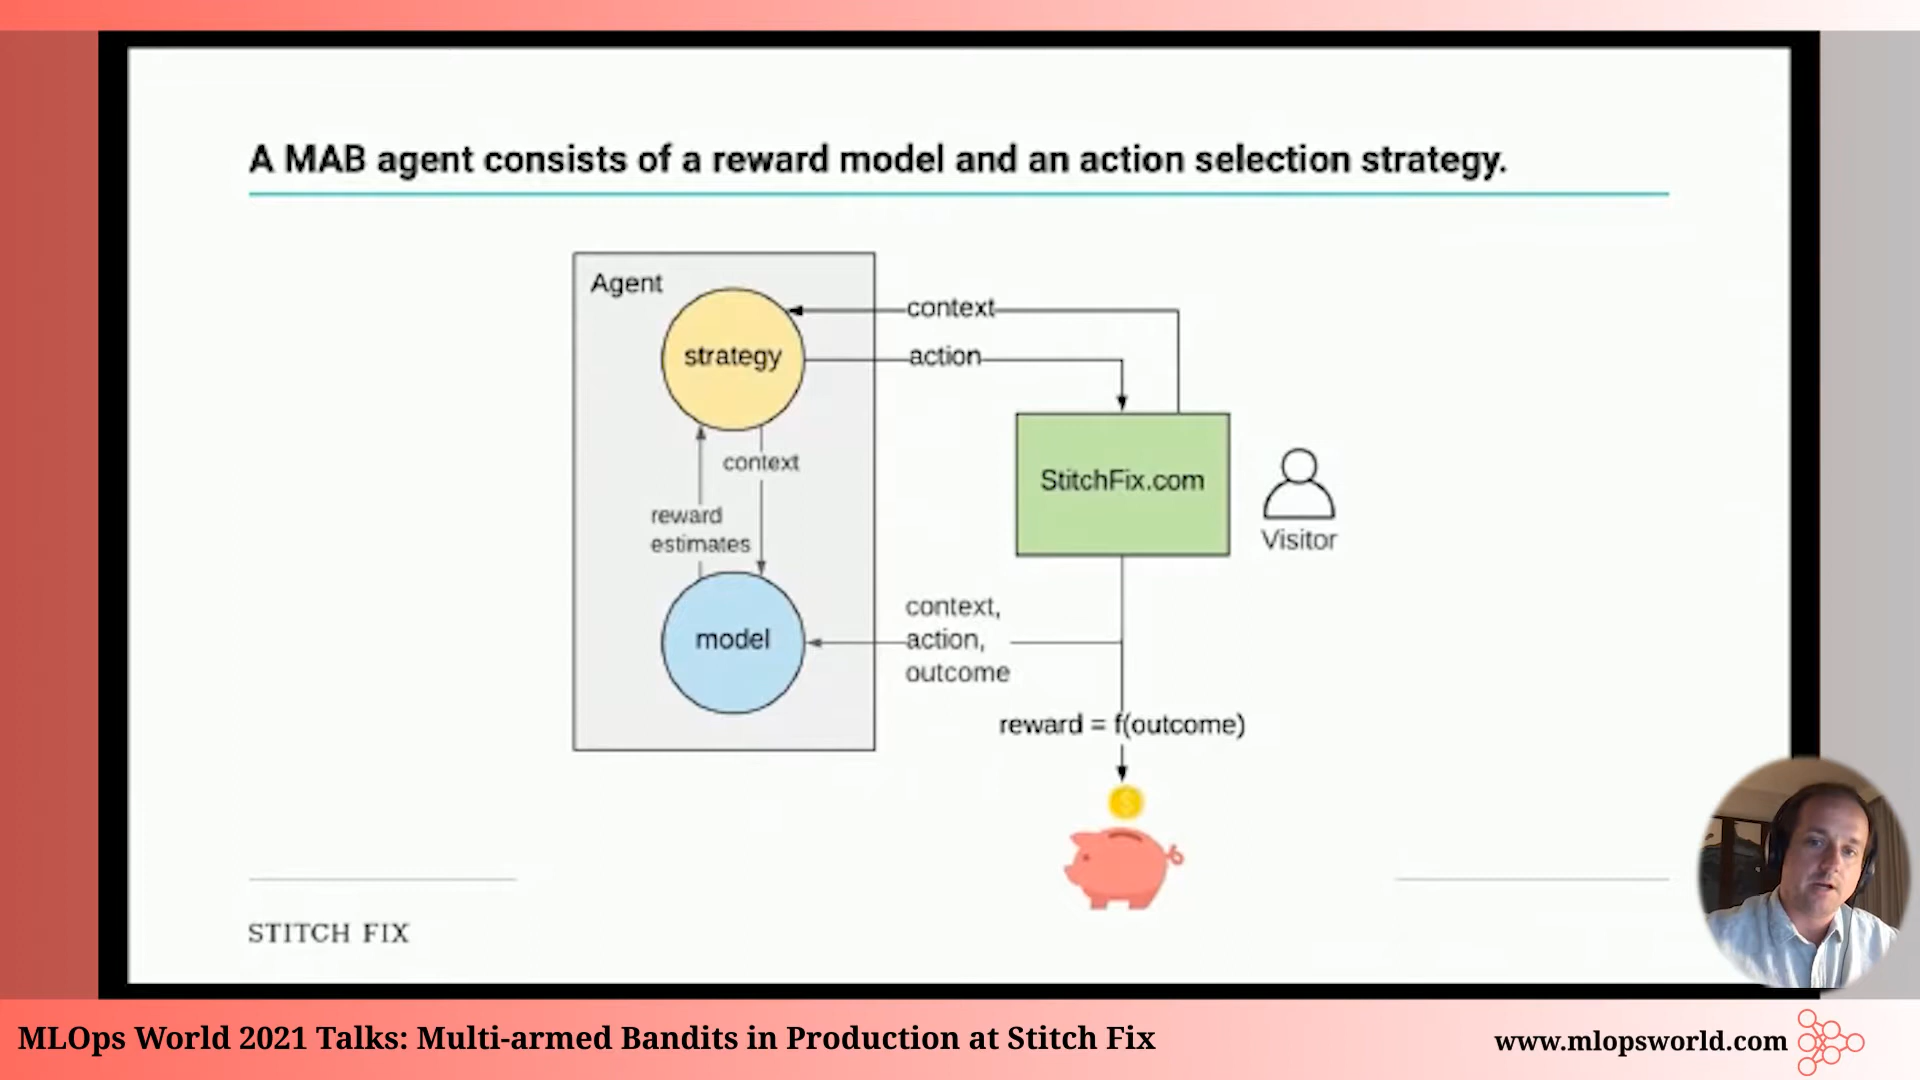 A MAB agent consists of a reward model and an action selection strategy.
Agent
strategy
context
action
context
reward
estimates
model
StitchFix.com
Visitor
context,
action,
outcome
reward = f(outcome)
$
STITCH FIX
MLOps World 2021 Talks: Multi-armed Bandits in Production at Stitch Fix
www.mlopsworld.com